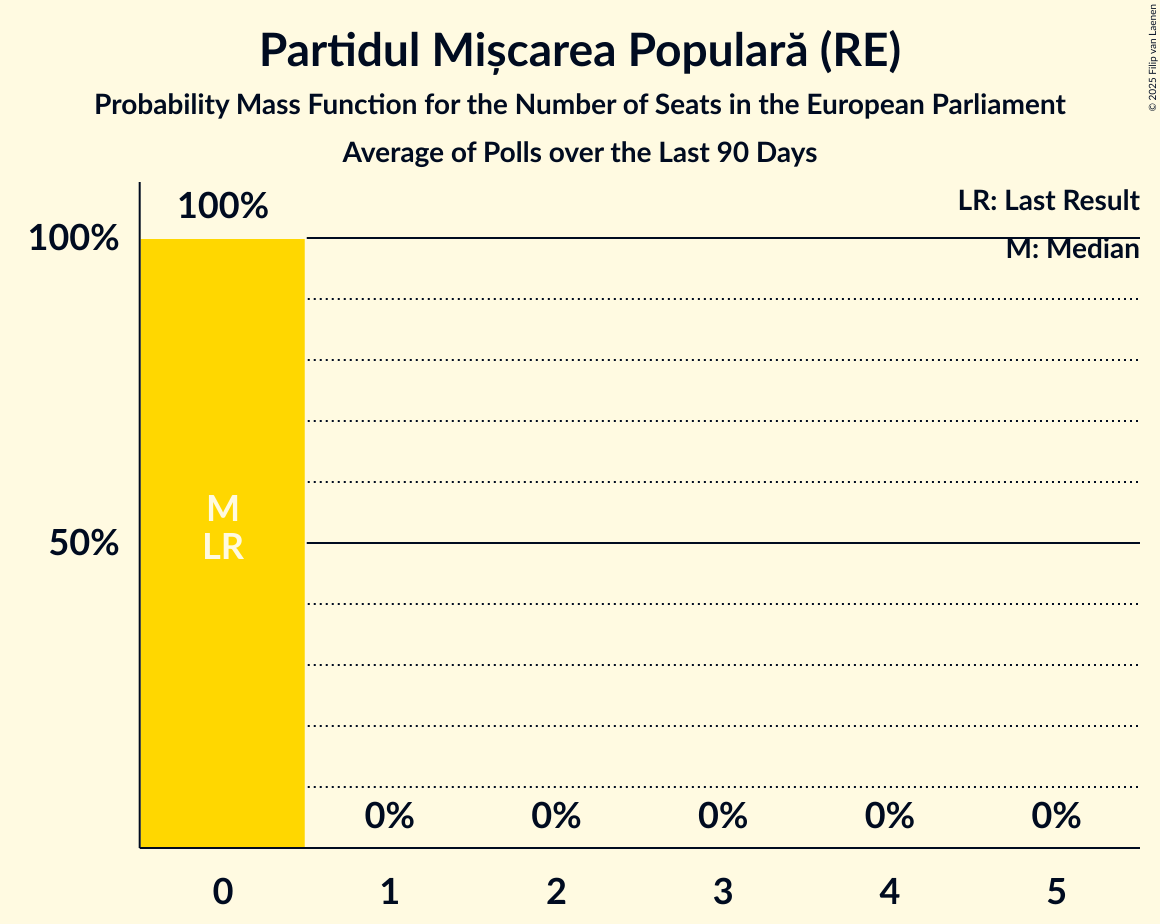 Partidul Mișcarea Populară (RE)
Probability Mass Function for the Number of Seats in the European Parliament
Average of Polls over the Last 90 Days
© 2025 Filip van Laenen
LR: Last Result
M: Median
100%
100%
50%
M
LR
0% 0% 0% 0% 0%
0 1 2 3 4 5